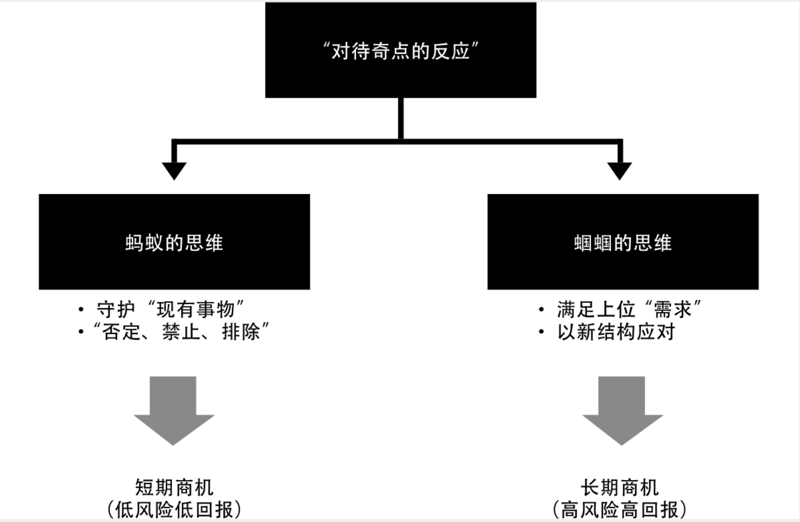 “对待奇点的反应”
蚂蚁的思维
蝈蝈的思维
• 守护“现有事物”
• “否定、禁止、排除”
• 满足上位“需求”
• 以新结构应对
短期商机
（低风险低回报）
长期商机
（高风险高回报）